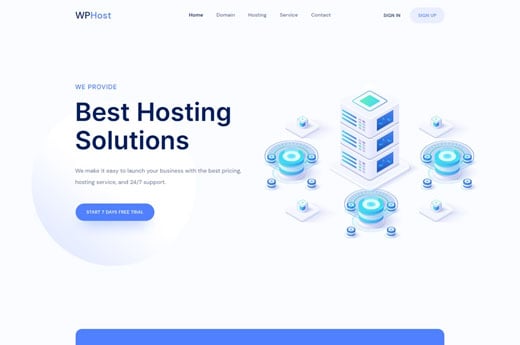 WPHost
Home Domain Hosting Service Contact
SIGN IN SIGN UP
WE PROVIDE
Best Hosting
Solutions
We make it easy to launch your business with the best pricing,
hosting service, and 24/7 support.
START 7 DAYS FREE TRIAL